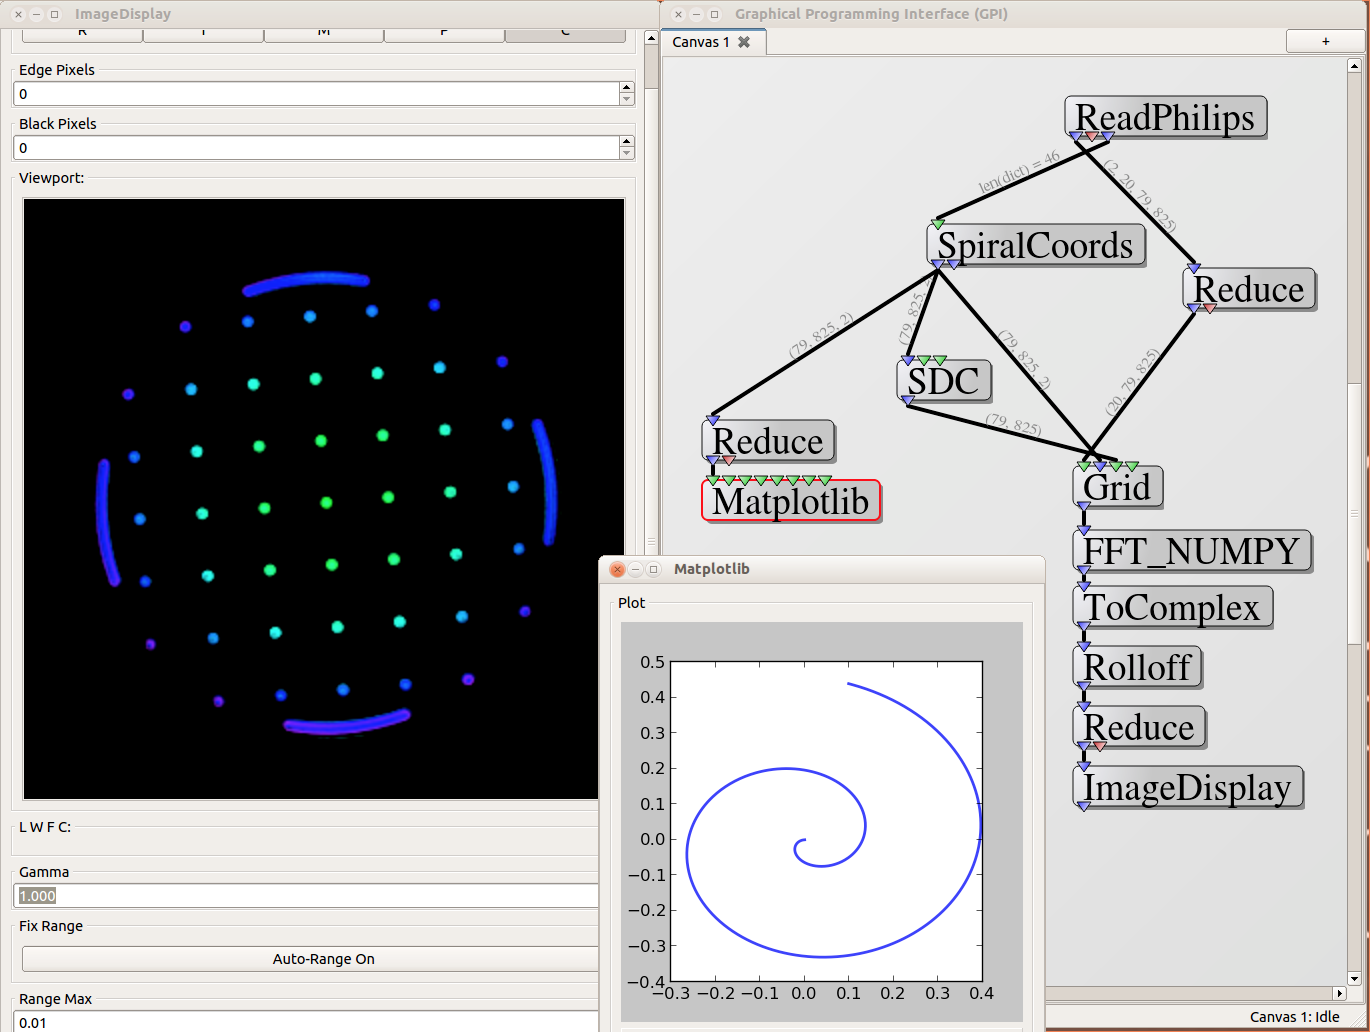 ImageDisplay
Edge Pixels
0
Black Pixels
0
Viewport:
L W F C:
Gamma
1.000
Fix Range
Auto-Range On
Range Max
0.01
Graphical Programming Interface (GPI)
Canvas 1
+
ReadPhilips
len(dict) = 46
(2, 20, 79, 825)
SpiralCoords
Reduce
(79, 825, 2)
(79, 825,
(79, 825, 2)
(20, 79, 825)
SDC
(79, 825)
Reduce
Matplotlib
Grid
FFT_NUMPY
ToComplex
Rolloff
Reduce
ImageDisplay
Matplotlib
Plot
0.5
0.4
0.3
0.2
0.1
0.0
−0.1
−0.2
−0.3
−0.4
−0.3 −0.2 −0.1 0.0 0.1 0.2 0.3 0.4
Canvas 1: Idle